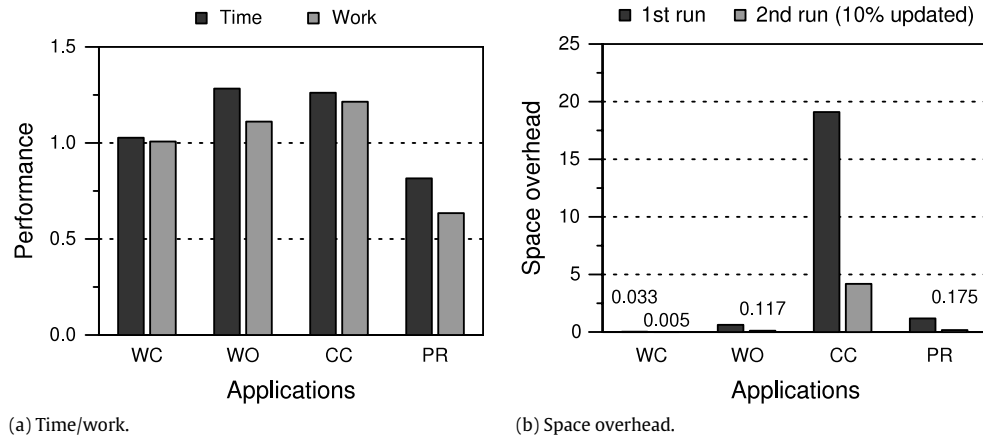 Time
Work
Performance
1.5
1.0
0.5
0.0
WC
WO
CC
PR
Applications
(a) Time/work.
1st run
2nd run (10% updated)
Space overhead
25
20
15
10
5
0
0.033
0.005
0.117
0.175
WC
WO
CC
PR
Applications
(b) Space overhead.